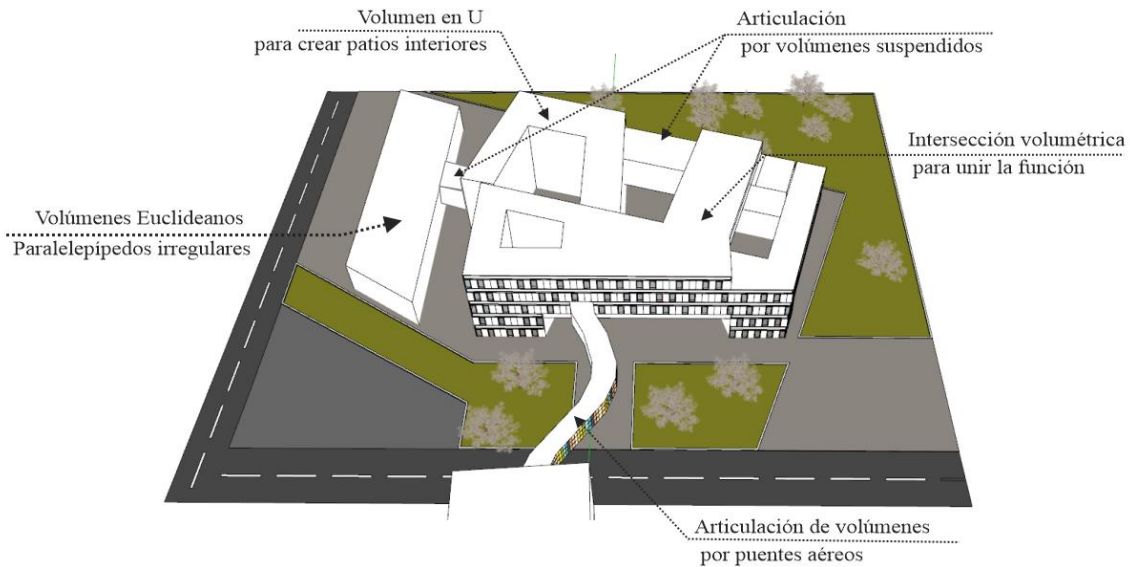 Volumen en U
para crear patios interiores
Articulación
por volúmenes suspendidos
Intersección volumétrica
para unir la función
Volúmenes Euclideanos
Paralelepípedos irregulares
Articulación de volúmenes
por puentes aéreos